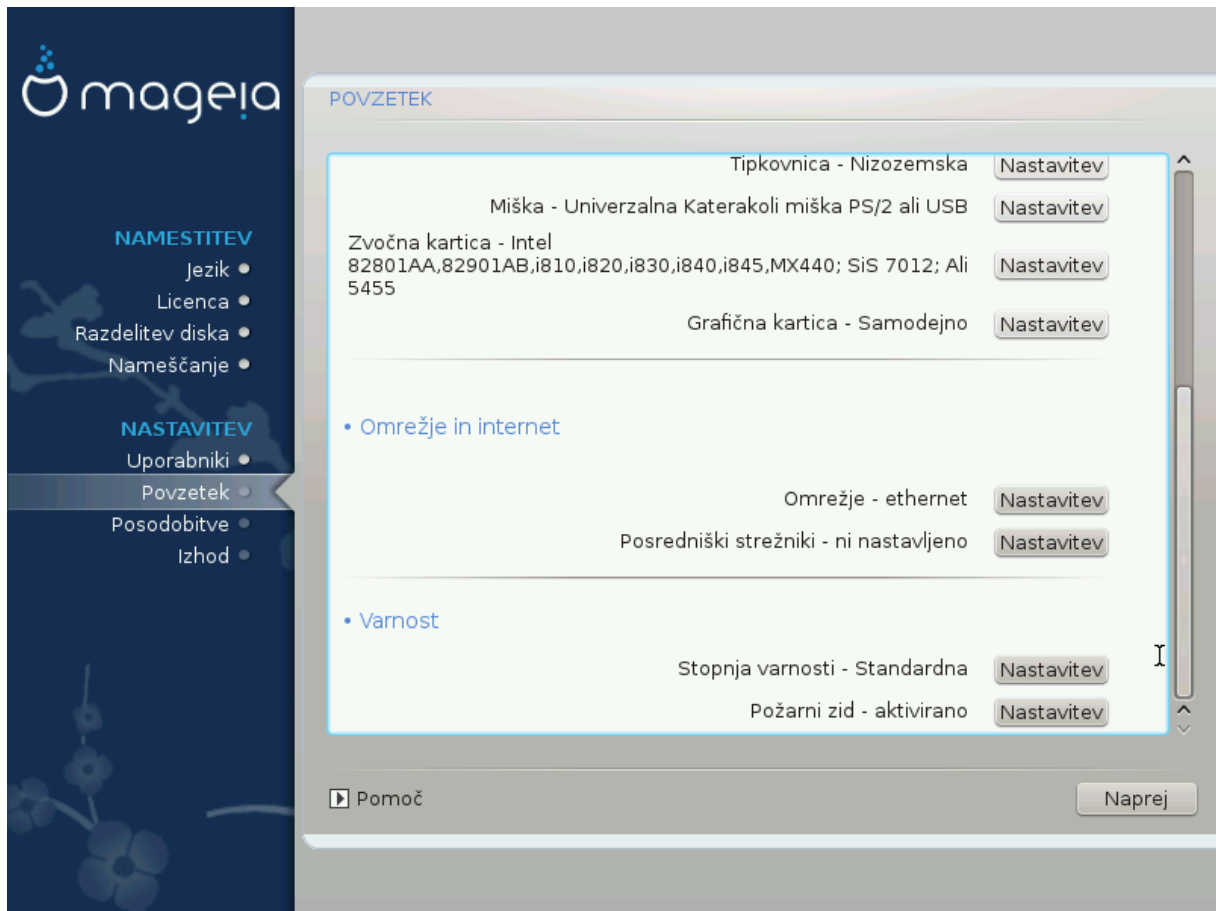 mageia
NAMESTITEV
Jezik
Licenca
Razdelitev diska
Nameščanje
NASTAVITEV
Uporabniki
Povzetek
Posodobitve
Izhod
POVZETEK
Tipkovnica - Nizozemska Nastavitev
Miška - Univerzalna Katerakoli miška PS/2 ali USB Nastavitev
Zvočna kartica - Intel
82801AA,82901AB,i810,i820,i830,i840,i845,MX440; SiS 7012; Ali Nastavitev
5455
Grafična kartica - Samodejno Nastavitev
• Omrežje in internet
Omrežje - ethernet Nastavitev
Posredniški strežniki - ni nastavljeno Nastavitev
• Varnost
Stopnja varnosti - Standardna Nastavitev
Požarni zid - aktivirano Nastavitev
Pomoč
Naprej